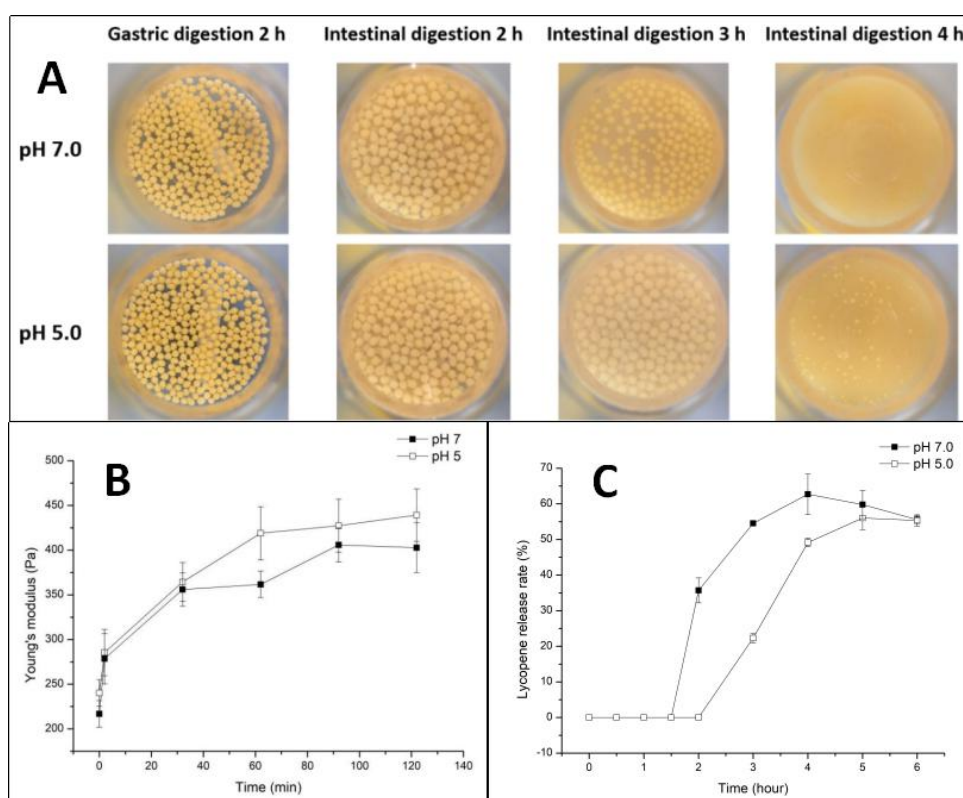 Gastric digestion 2 h Intestinal digestion 2 h Intestinal digestion 3 h Intestinal digestion 4 h
A
pH 7.0
pH 5.0
B
pH 7
pH 5
500
450
400
350
300
250
200
Young's modulus (Pa)
0 20 40 60 80 100 120 140
Time (min)
C
pH 7.0
pH 5.0
70
60
50
40
30
20
10
0
-10
Lycopene release rate (%)
0 1 2 3 4 5 6
Time (hour)